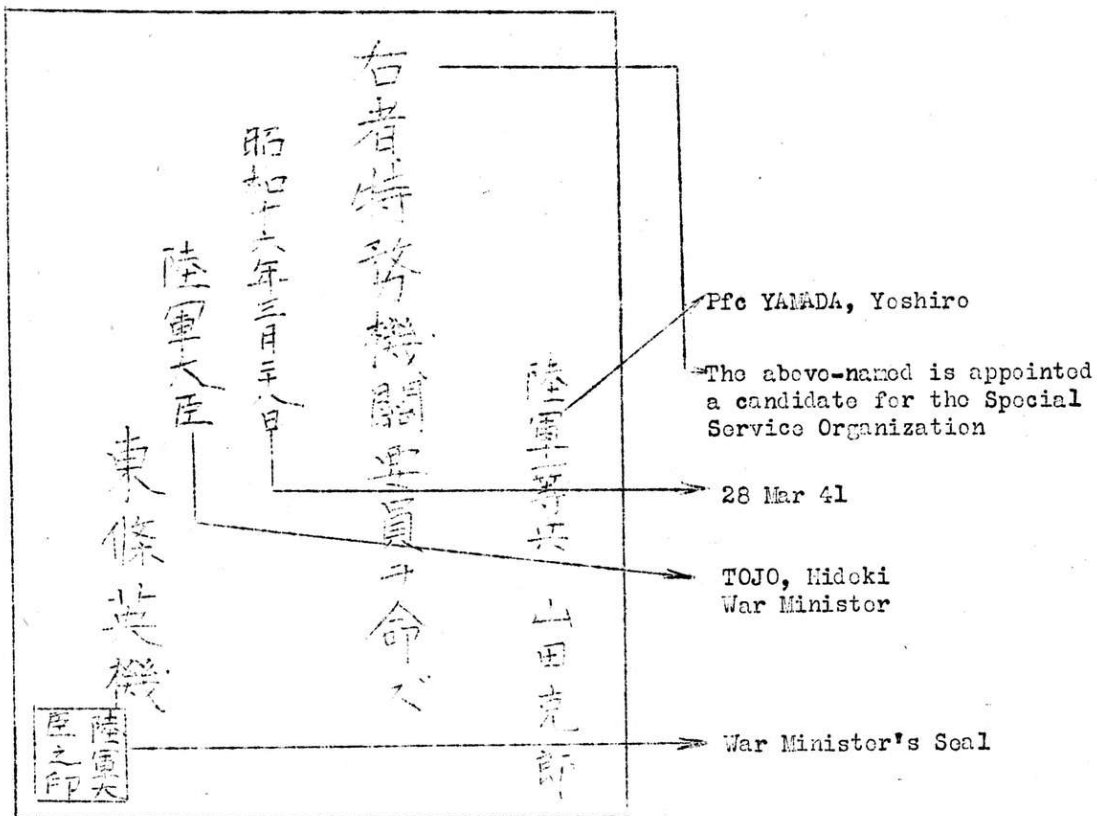 陸軍一等兵 山田克郎
右者特務機關要員ヲ命ズ
昭和十六年三月二十八日
陸軍大臣
東條英機
陸軍大
臣之印
Pfc YAMADA, Yoshiro
The above-named is appointed
a candidate for the Special
Service Organization
28 Mar 41
TOJO, Hideki
War Minister
War Minister's Seal